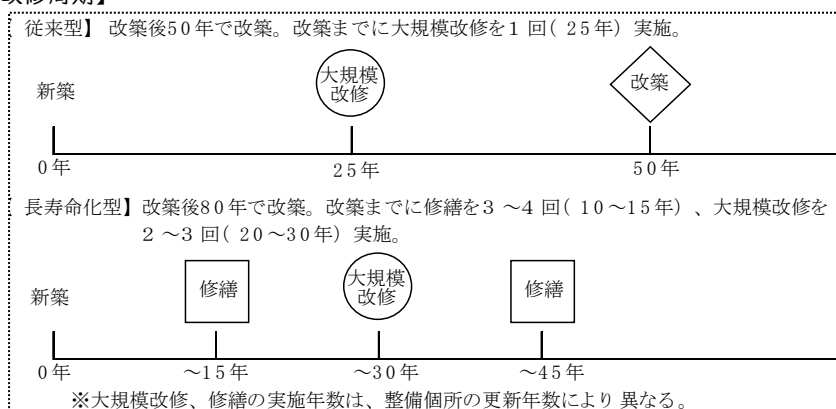 改修周期】
従来型】 改築後50年で改築。改築までに大規模改修を1回(25年)実施。
新築
大規模
改修
改築
0年
25年
50年
長寿命化型】改築後80年で改築。改築までに修繕を3~4回(10~15年)、大規模改修を
2~3回(20~30年)実施。
新築
修繕
大規模
改修
修繕
0年
~15年
~30年
~45年
※大規模改修、修繕の実施年数は、整備個所の更新年数により異なる。